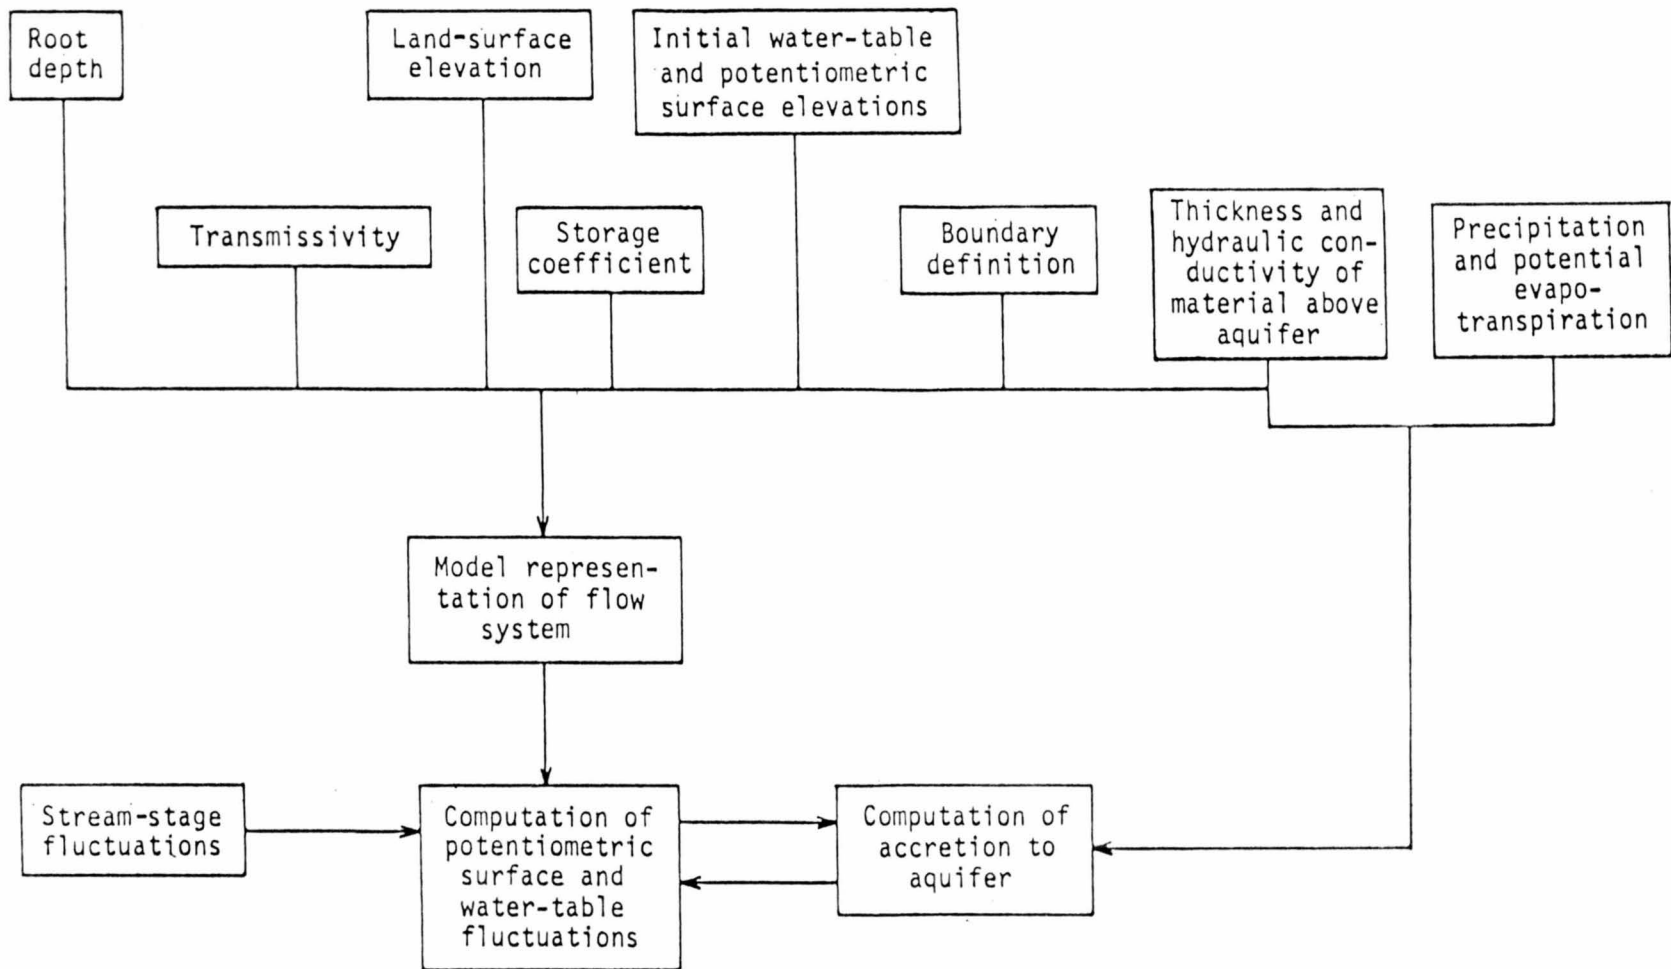 Root
depth
Land-surface
elevation
Initial water-table
and potentiometric
surface elevations
Transmissivity
Storage
coefficient
Boundary
definition
Thickness and
hydraulic con-
ductivity of
material above
aquifer
Precipitation
and potential
evapo-
transpiration
Model represen-
tation of flow
system
Stream-stage
fluctuations
Computation of
potentiometric
surface and
water-table
fluctuations
Computation of
accretion to
aquifer